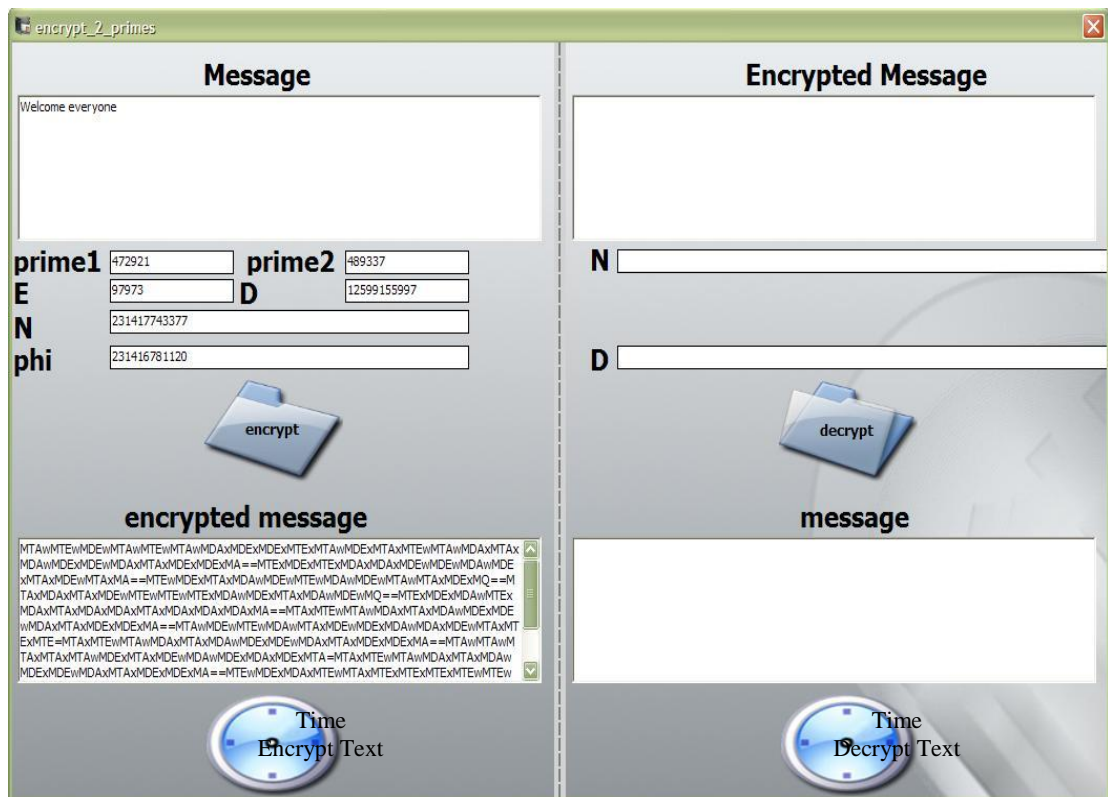 encrypt_2_primes
Message
Welcome everyone
prime1 472921 prime2 489337
E 97973 D 12599155997
N 231417743377
phi 231416781120
encrypt
encrypted message
MTAwMTEwMDEwMTAwMTEwMTAwMDAxMDExMDExMTExMTAwMDExMTAxMTEwMTAwMDAxMTAx
MDAwMDExMDEwMDAxMTAxMDExMDExMA==MTExMDExMTExMDAxMDAxMDEwMDEwMDAwMDE
xMTAxMDEwMTAxMA==MTEwMDExMTAxMDAwMDEwMTEwMDAwMDEwMTAwMTAxMDExMQ==M
TAxMDAxMTAxMDEwMTEwMTEwMTExMDAwMDExMTAxMDAwMDEwMQ==MTExMDExMDAwMTEx
MDAxMTAxMDAxMDAxMTAxMDAxMDAxMDAxMA==MTAxMTEwMTAwMDAxMTAxMDAwMDExMDE
wMDAxMTAxMDExMDExMA==MTAwMDEwMTEwMDAwMTAxMDEwMDExMDAwMDAxMDEwMTAxMT
ExMTE=MTAxMTEwMTAwMDAxMTAxMDAwMDExMDEwMDAxMTAxMDExMDExMA==MTAwMTAwM
TAxMTAxMTAwMDExMTAxMDEwMDAwMDExMDAxMDExMTA=MTAxMTEwMTAwMDAxMTAxMDAw
MDExMDEwMDAxMTAxMDExMDExMA==MTEwMDExMDAxMTEwMTAxMTExMTExMTExMTEwMTEw
Time
Encrypt Text
Encrypted Message
N
D
decrypt
message
Time
Decrypt Text